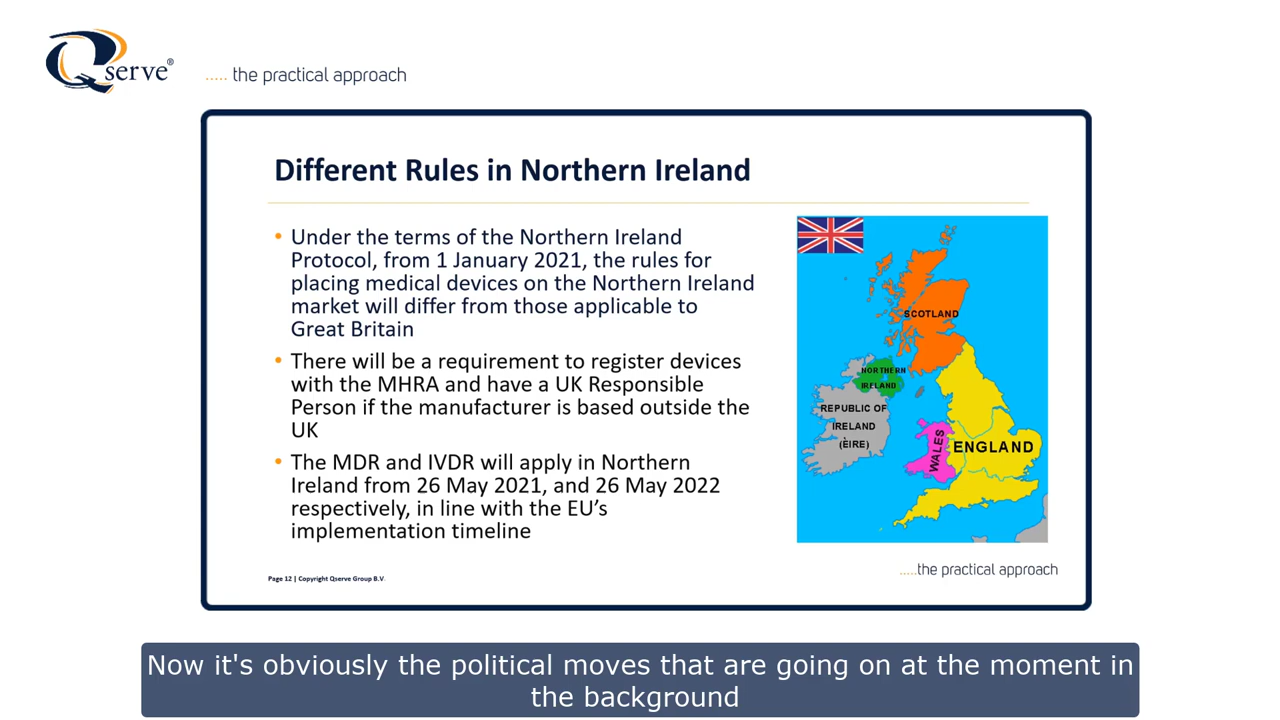 Qserve®
..... the practical approach
Different Rules in Northern Ireland
• Under the terms of the Northern Ireland
Protocol, from 1 January 2021, the rules for
placing medical devices on the Northern Ireland
market will differ from those applicable to
Great Britain
• There will be a requirement to register devices
with the MHRA and have a UK Responsible
Person if the manufacturer is based outside the
UK
• The MDR and IVDR will apply in Northern
Ireland from 26 May 2021, and 26 May 2022
respectively, in line with the EU’s
implementation timeline
SCOTLAND
NORTHERN
IRELAND
REPUBLIC OF
IRELAND
(ÈIRE)
WALES
ENGLAND
Page 12 | Copyright Qserve Group B.V.
.....the practical approach
Now it's obviously the political moves that are going on at the moment in
the background